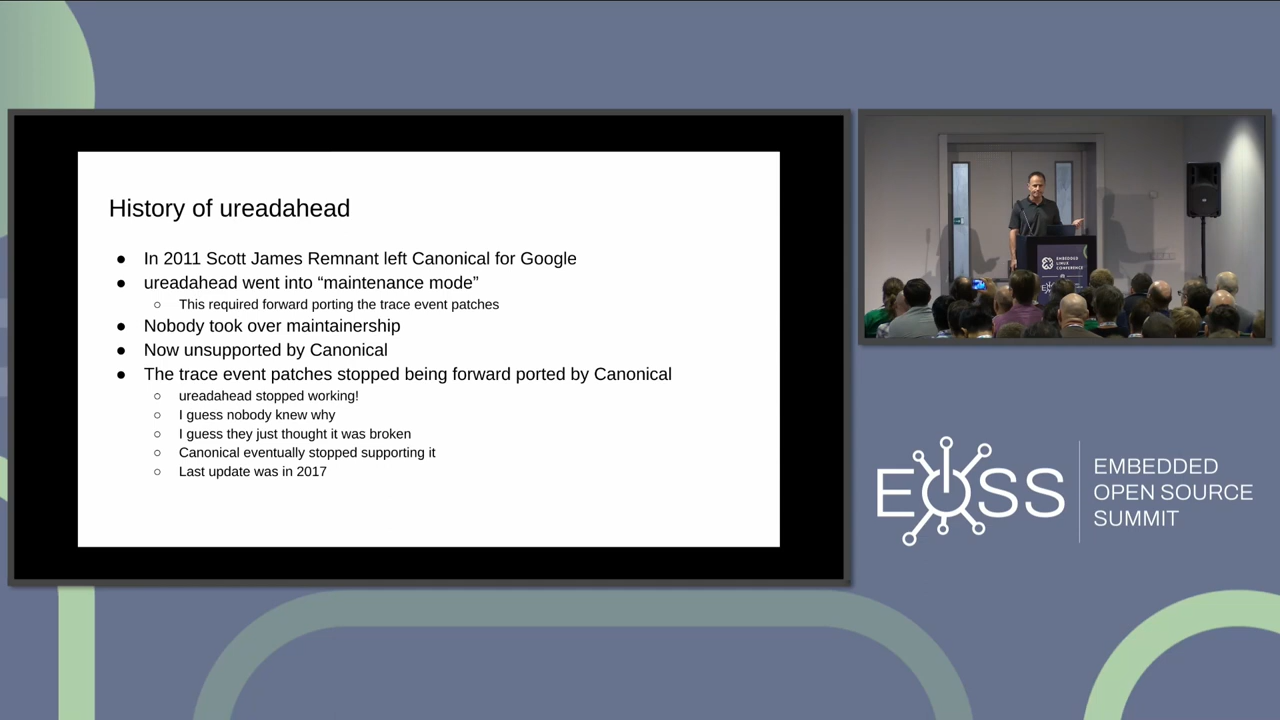 History of ureadahead
● In 2011 Scott James Remnant left Canonical for Google
● ureadahead went into “maintenance mode”
○ This required forward porting the trace event patches
● Nobody took over maintainership
● Now unsupported by Canonical
● The trace event patches stopped being forward ported by Canonical
○ ureadahead stopped working!
○ I guess nobody knew why
○ I guess they just thought it was broken
○ Canonical eventually stopped supporting it
○ Last update was in 2017
EMBEDDED
LINUX
CONFERENCE
EOSS
EMBEDDED
OPEN SOURCE
SUMMIT